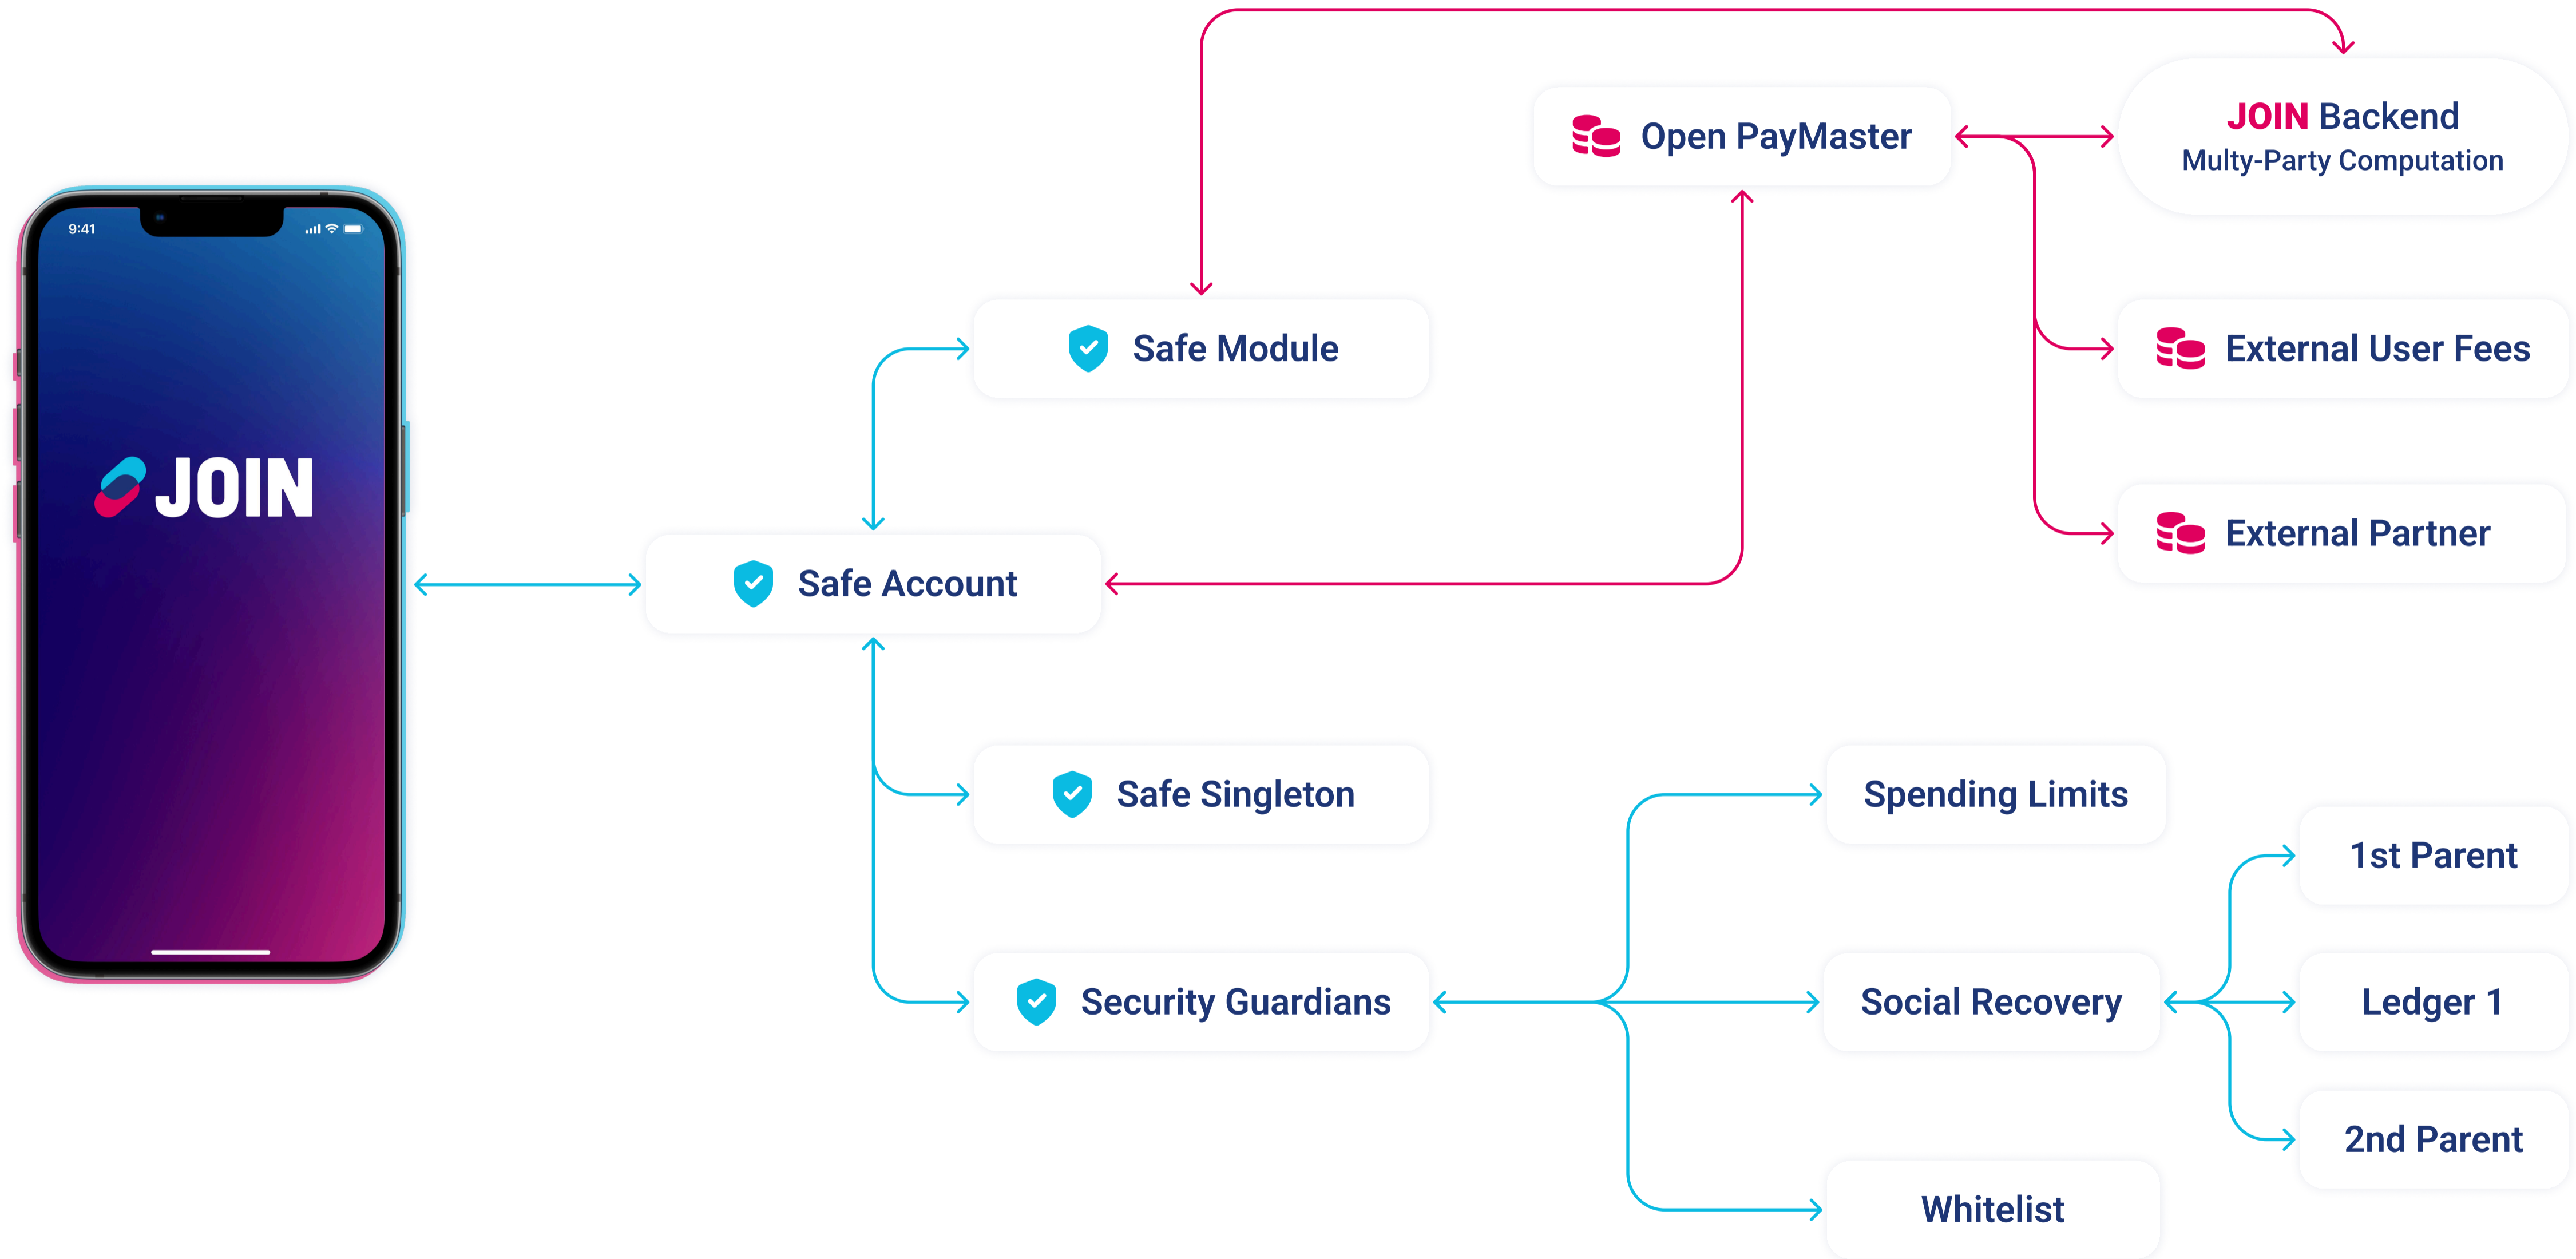 9:41
JOIN
Open PayMaster
JOIN Backend
Multy-Party Computation
Safe Module
External User Fees
External Partner
Safe Account
Safe Singleton
Spending Limits
1st Parent
Security Guardians
Social Recovery
Ledger 1
2nd Parent
Whitelist